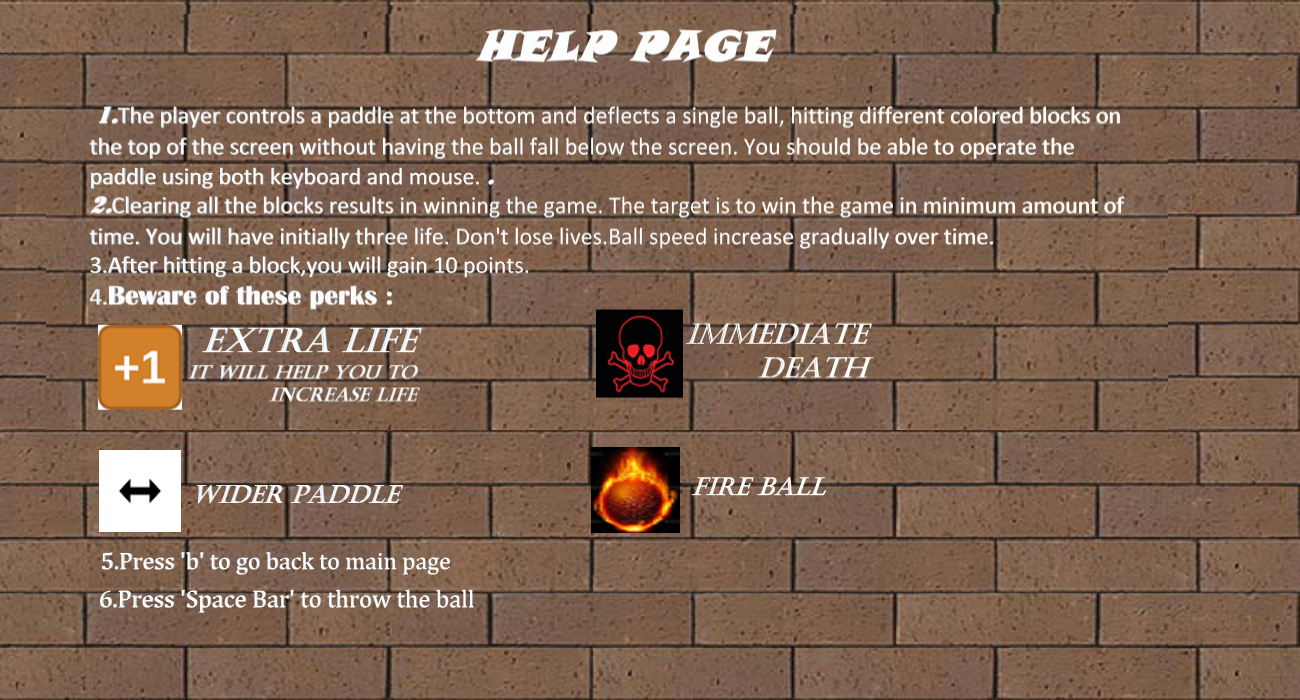 HELP PAGE
1.The player controls a paddle at the bottom and deflects a single ball, hitting different colored blocks on
the top of the screen without having the ball fall below the screen. You should be able to operate the
paddle using both keyboard and mouse. .
2.Clearing all the blocks results in winning the game. The target is to win the game in minimum amount of
time. You will have initially three life. Don't lose lives.Ball speed increase gradually over time.
3.After hitting a block,you will gain 10 points.
4.Beware of these perks :
+1
EXTRA LIFE
IT WILL HELP YOU TO
INCREASE LIFE
IMMEDIATE
DEATH
WIDER PADDLE
FIRE BALL
5.Press 'b' to go back to main page
6.Press 'Space Bar' to throw the ball